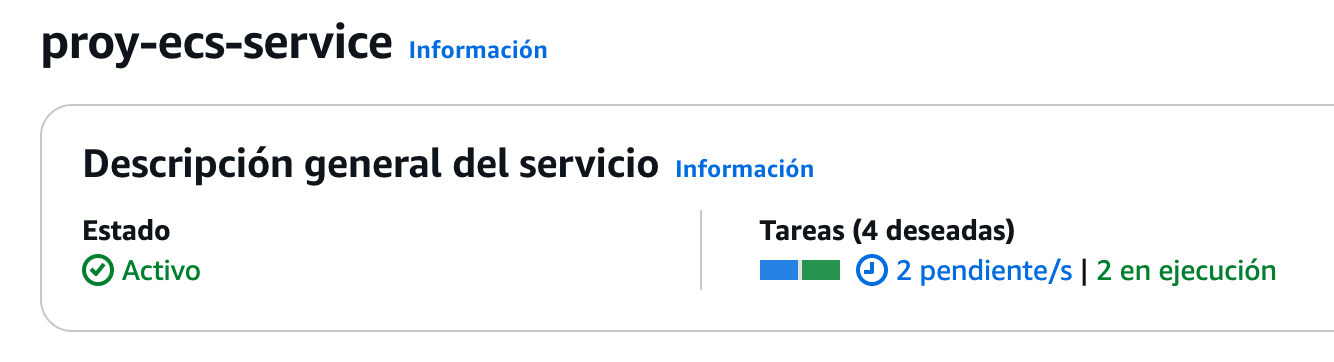 proy-ecs-service Información
Descripción general del servicio Información
Estado
Activo
Tareas (4 deseadas)
2 pendiente/s | 2 en ejecución